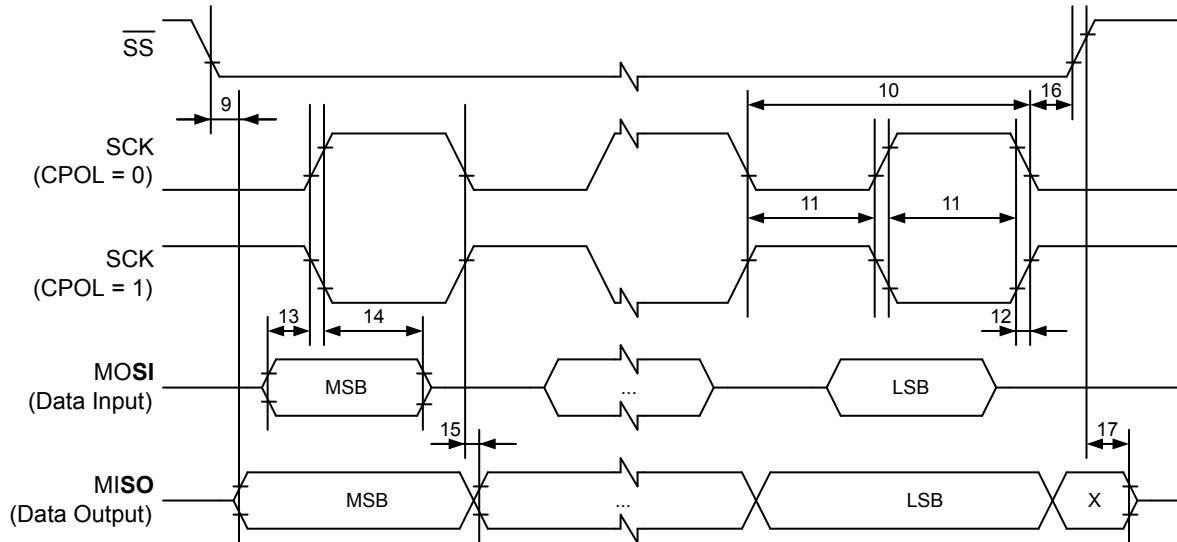 SS
9
10
16
SCK
(CPOL = 0)
11
11
SCK
(CPOL = 1)
13
14
12
MOSI
(Data Input)
MSB
...
LSB
15
17
MISO
(Data Output)
MSB
...
LSB
X